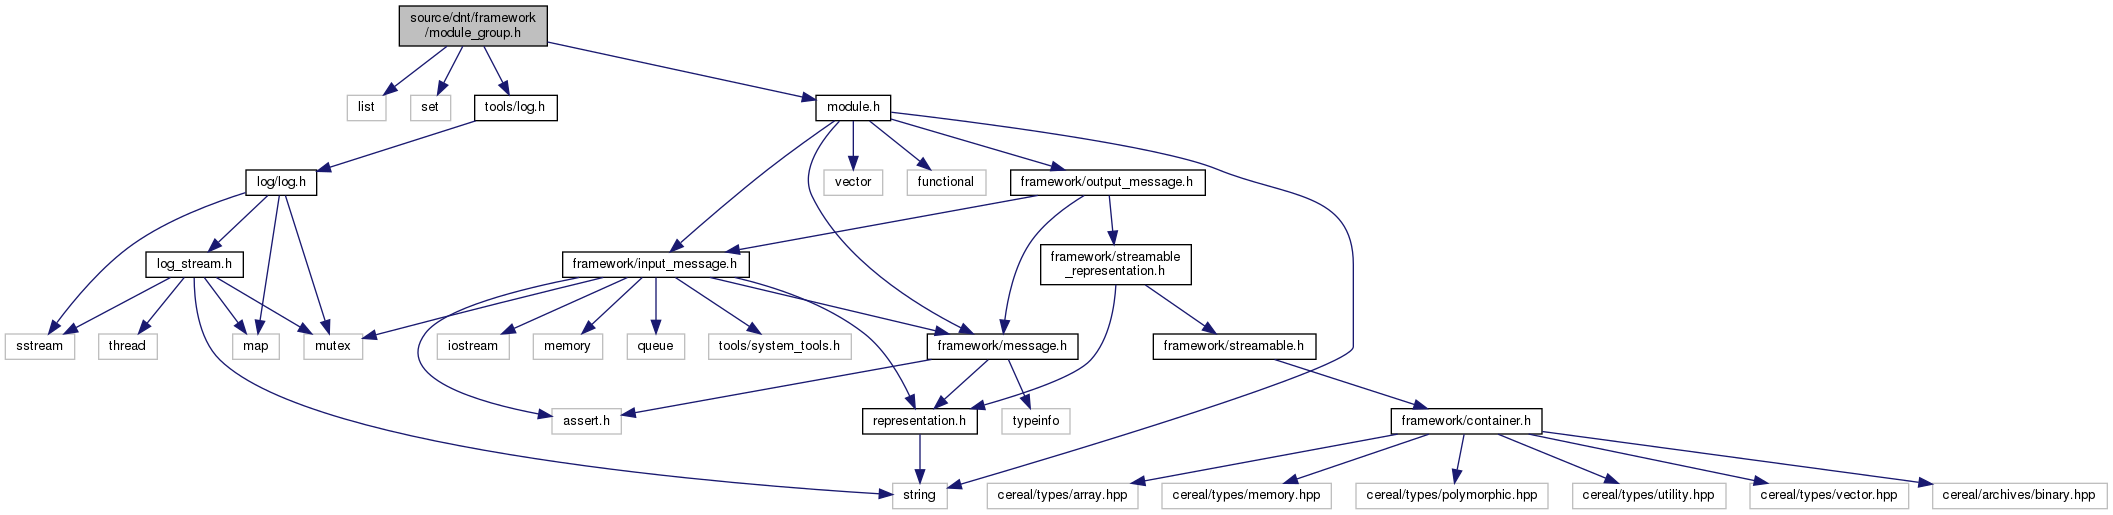 source/dnt/framework
/module_group.h
list
set
tools/log.h
module.h
log/log.h
vector
functional
framework/output_message.h
log_stream.h
framework/input_message.h
framework/streamable
_representation.h
sstream
thread
map
mutex
iostream
memory
queue
tools/system_tools.h
framework/message.h
framework/streamable.h
assert.h
representation.h
typeinfo
framework/container.h
string
cereal/types/array.hpp
cereal/types/memory.hpp
cereal/types/polymorphic.hpp
cereal/types/utility.hpp
cereal/types/vector.hpp
cereal/archives/binary.hpp